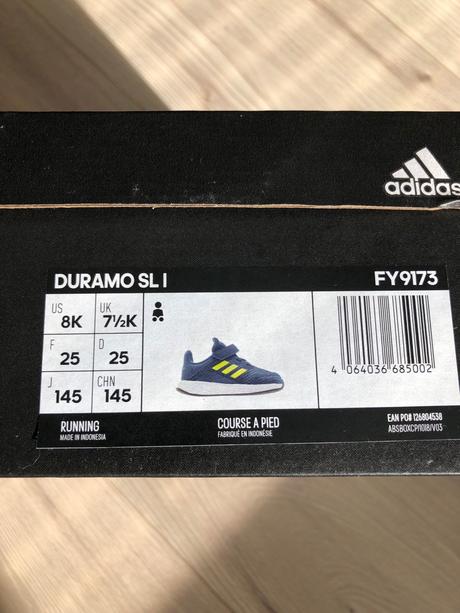 adidas
DURAMO SL I FY9173
US UK
8K 7½K
F D
25 25
J CHN
145 145
4 064036 685002
RUNNING
MADE IN INDONESIA
COURSE A PIED
FABRIQUÉ EN INDONÉSIE
EAN PO# 126804538
ABSBOXCP/1018/V03